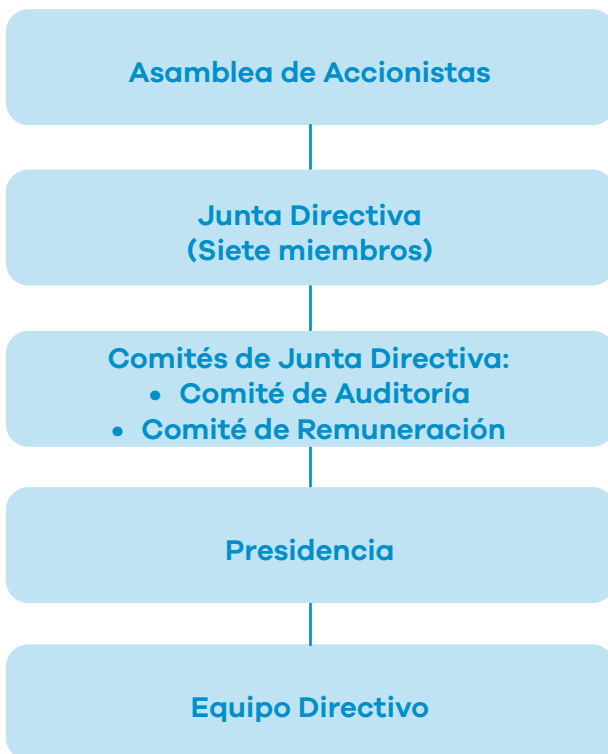 Asamblea de Accionistas
Junta Directiva
(Siete miembros)
Comités de Junta Directiva:
• Comité de Auditoría
• Comité de Remuneración
Presidencia
Equipo Directivo